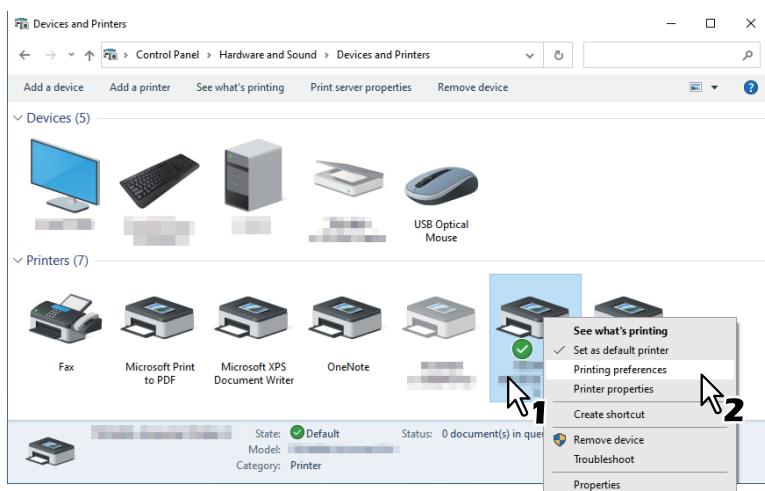 Devices and Printers
Control Panel > Hardware and Sound > Devices and Printers
Add a device Add a printer See what's printing Print server properties Remove device
Devices (5)
USB Optical
Mouse
Printers (7)
Fax
Microsoft Print
to PDF
Microsoft XPS
Document Writer
OneNote
See what's printing
Set as default printer
Printing preferences
Printer properties
Create shortcut
Remove device
Troubleshoot
Properties
1
2
State: Default Status: 0 document(s) in
Model:
Category: Printer